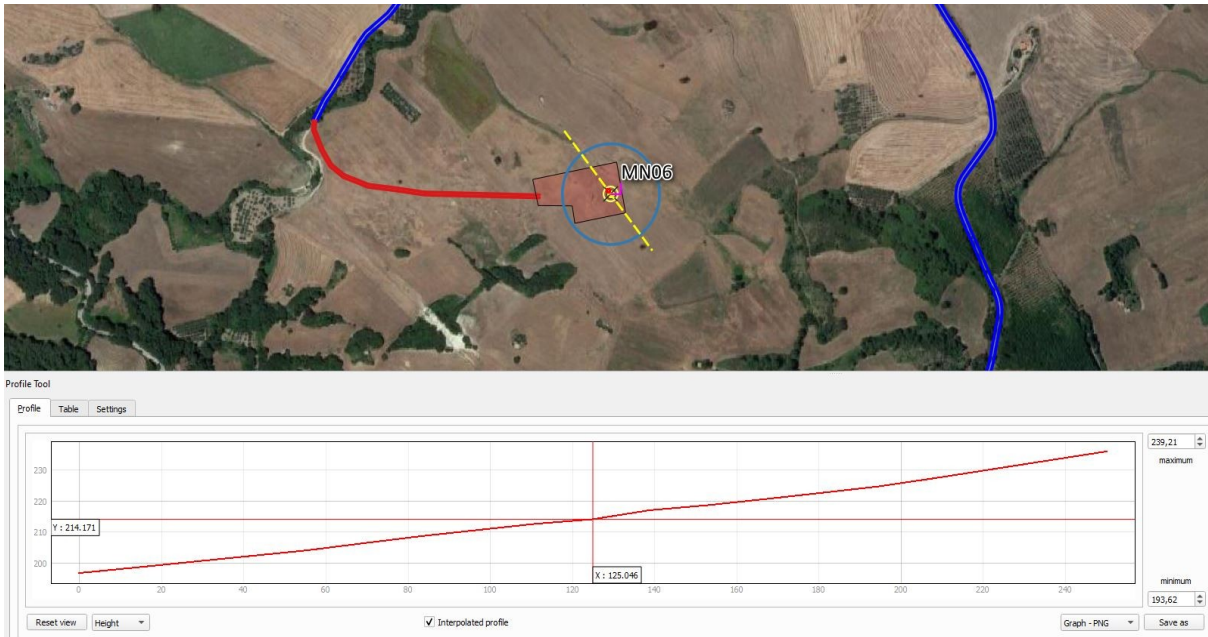 MN06
Profile Tool
Profile Table Settings
239,21
maximum
230
220
Y : 214.171
210
200
X : 125.046
0 20 40 60 80 100 120 140 160 180 200 220 240
minimum
193,62
Reset view Height Interpolated profile Graph - PNG Save as